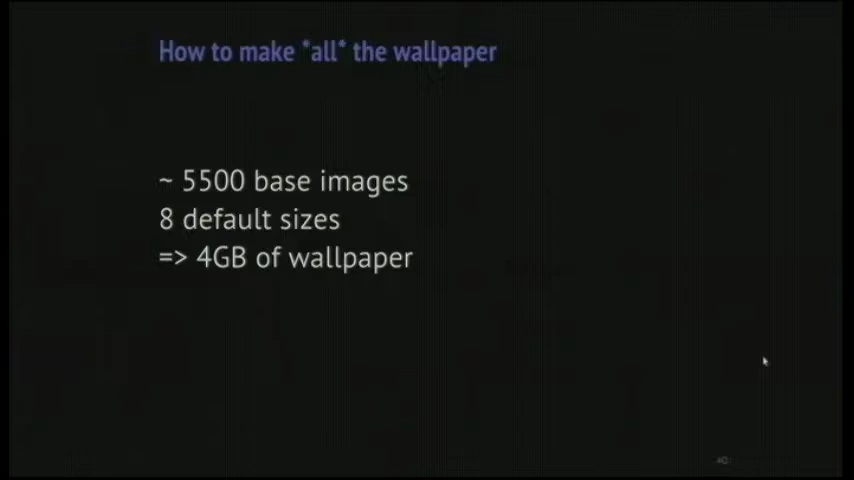 How to make *all* the wallpaper
~ 5500 base images
8 default sizes
=> 4GB of wallpaper